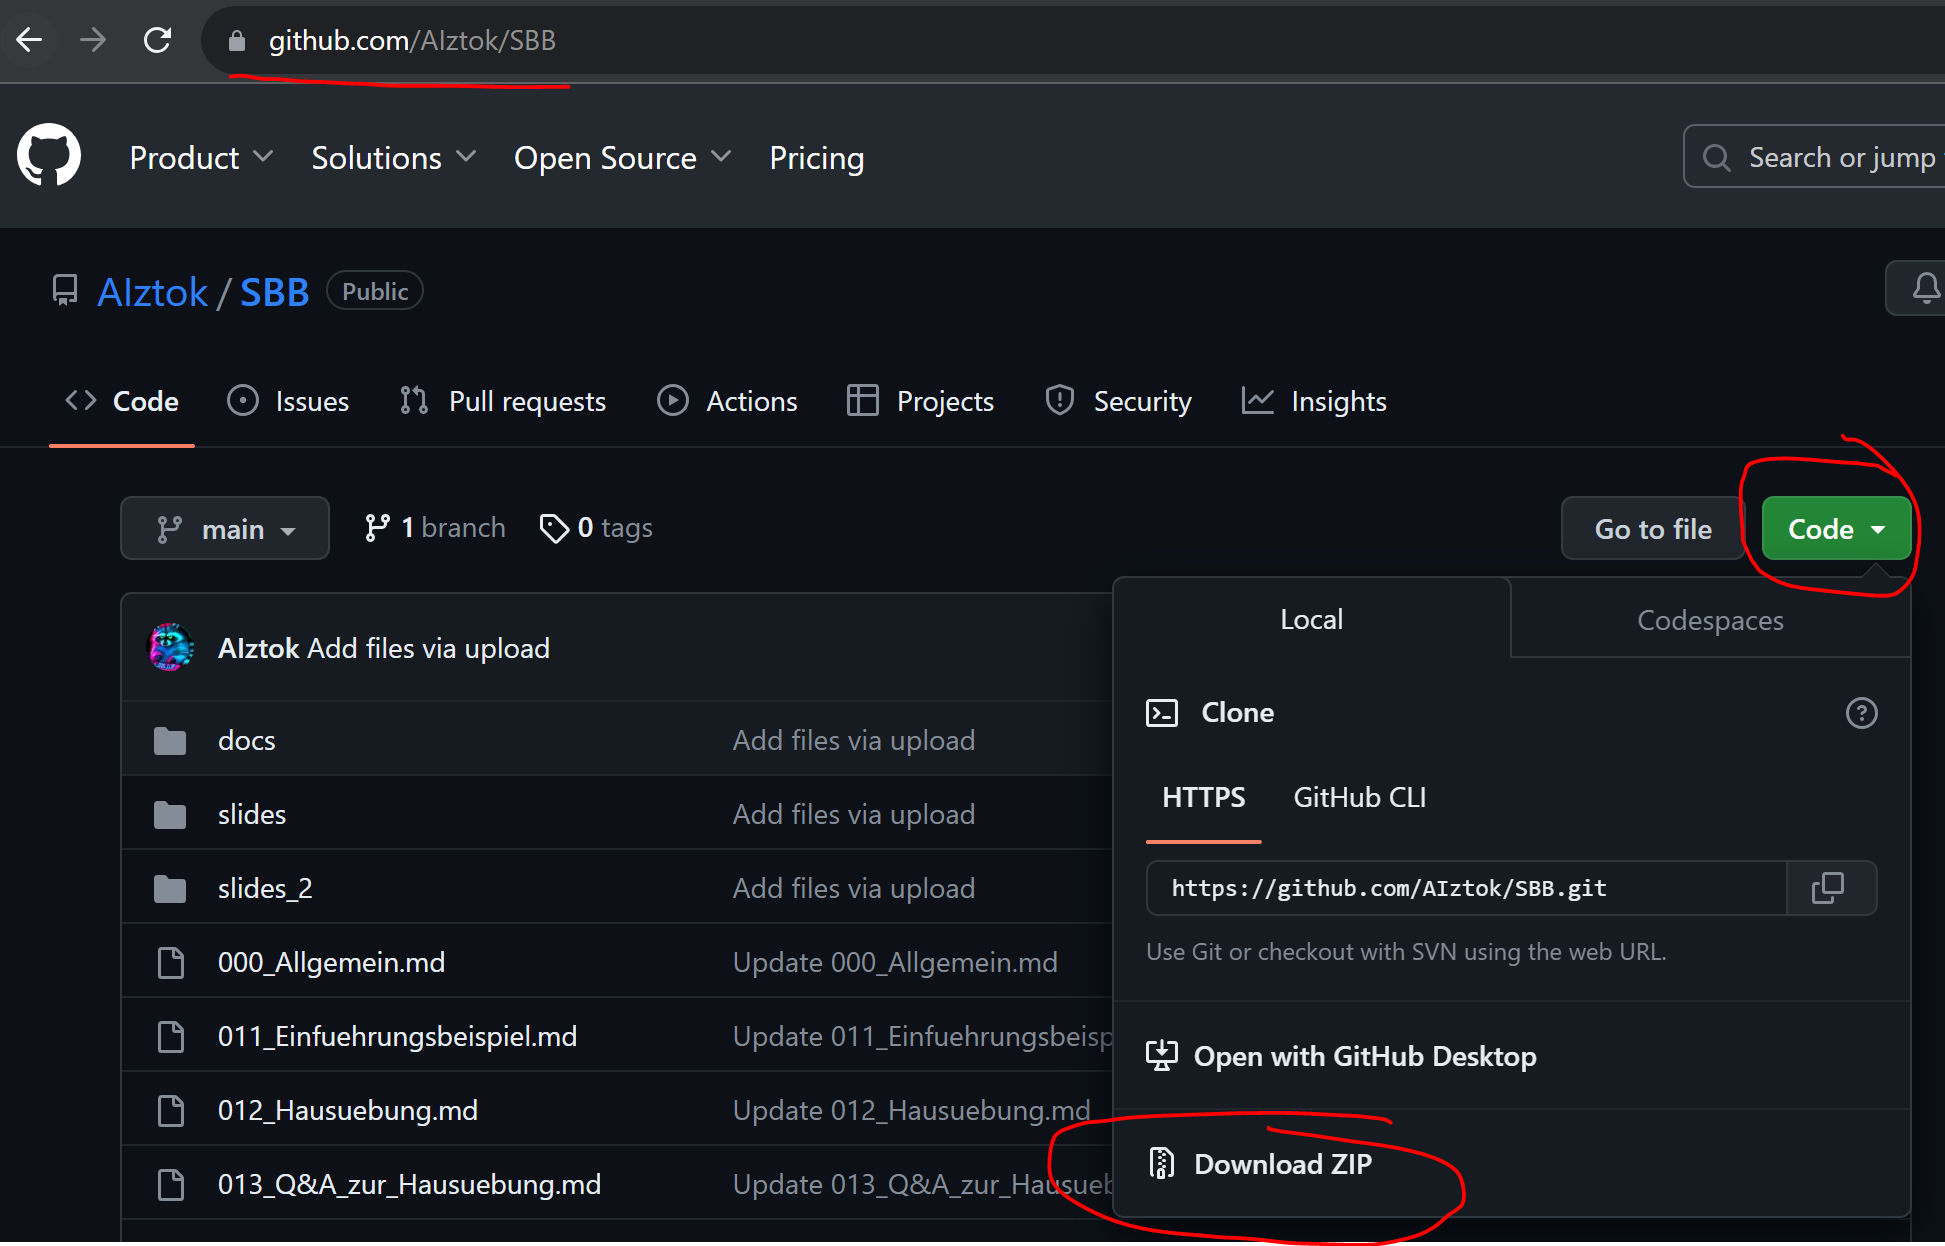 github.com/AIztok/SBB
Product Solutions Open Source Pricing Search or jump
AIztok / SBB Public
Code Issues Pull requests Actions Projects Security Insights
main 1 branch 0 tags Go to file Code
AIztok Add files via upload
docs Add files via upload
slides Add files via upload
slides_2 Add files via upload
000_Allgemein.md Update 000_Allgemein.md
011_Einfuehrungsbeispiel.md Update 011_Einfuehrungsbeisp
012_Hausuebung.md Update 012_Hausuebung.md
013_Q&A_zur_Hausuebung.md Update 013_Q&A_zur_Hausueb
Local Codespaces
Clone
HTTPS GitHub CLI
https://github.com/AIztok/SBB.git
Use Git or checkout with SVN using the web URL.
Open with GitHub Desktop
Download ZIP